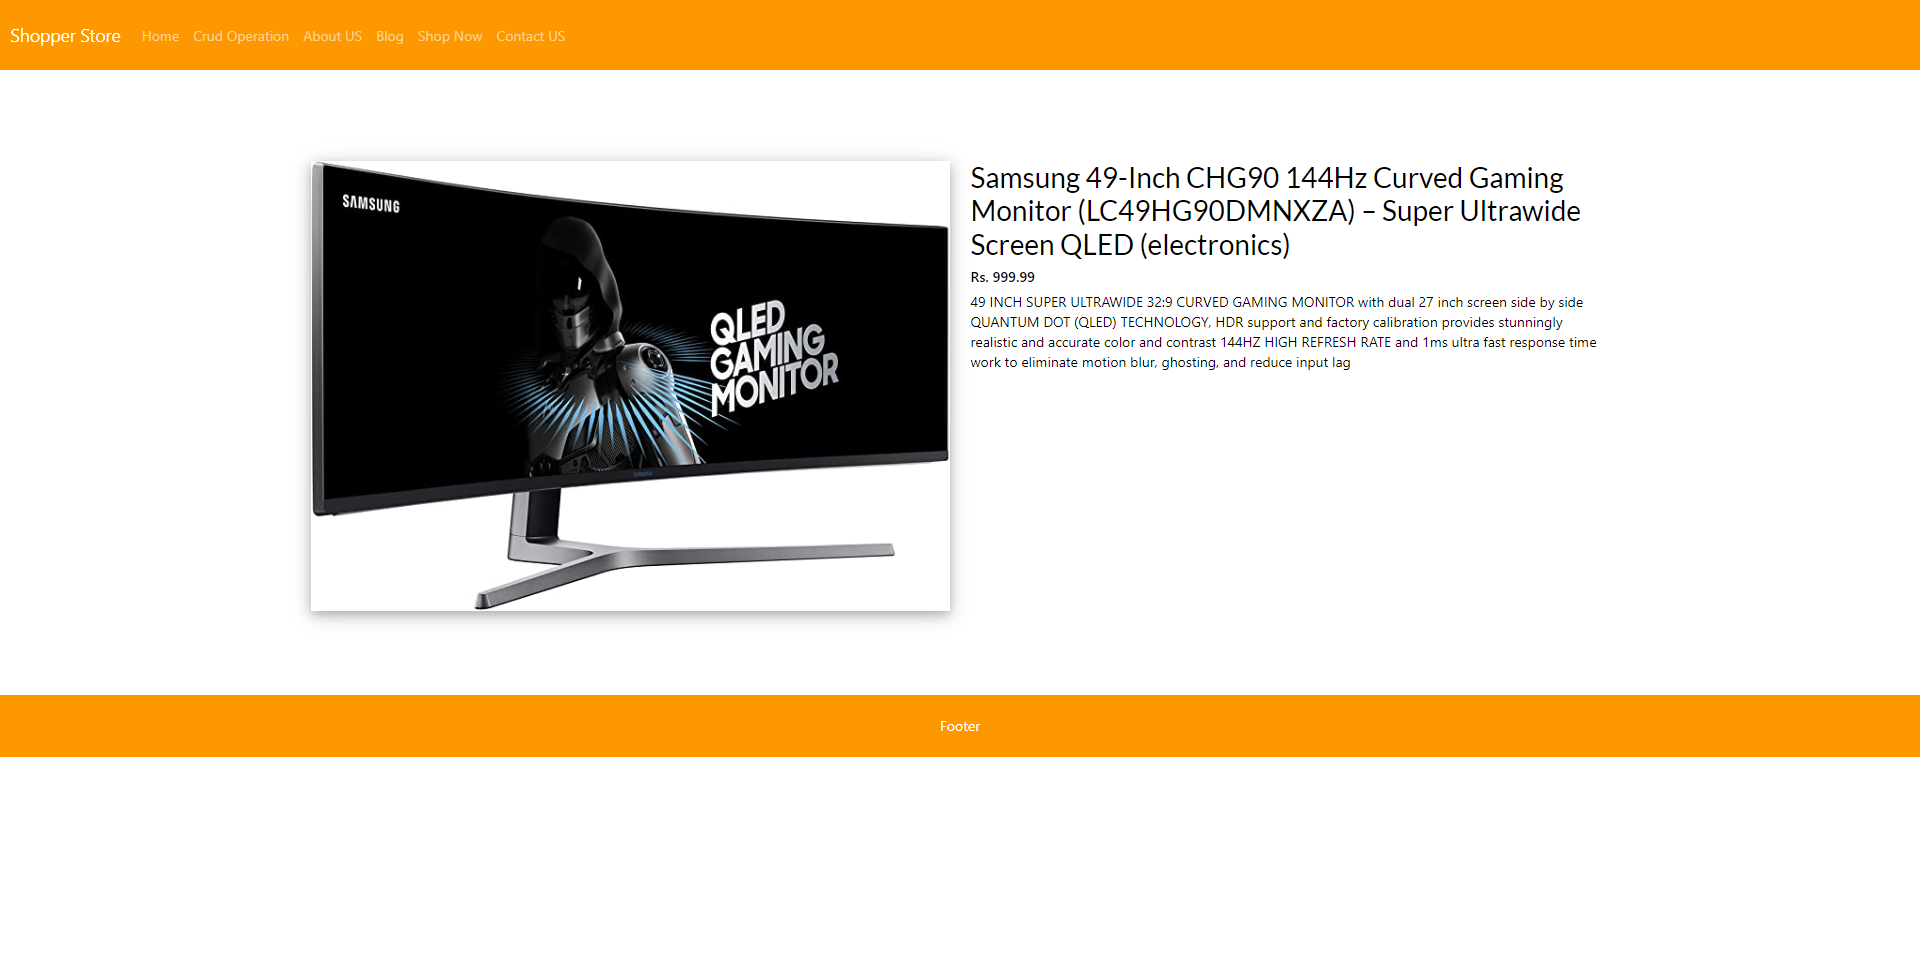 Shopper Store Home Crud Operation About US Blog Shop Now Contact US
SAMSUNG
QLED
GAMING
MONITOR
SAMSUNG
Samsung 49-Inch CHG90 144Hz Curved Gaming
Monitor (LC49HG90DMNXZA) – Super Ultrawide
Screen QLED (electronics)
Rs. 999.99
49 INCH SUPER ULTRAWIDE 32:9 CURVED GAMING MONITOR with dual 27 inch screen side by side
QUANTUM DOT (QLED) TECHNOLOGY, HDR support and factory calibration provides stunningly
realistic and accurate color and contrast 144HZ HIGH REFRESH RATE and 1ms ultra fast response time
work to eliminate motion blur, ghosting, and reduce input lag
Footer